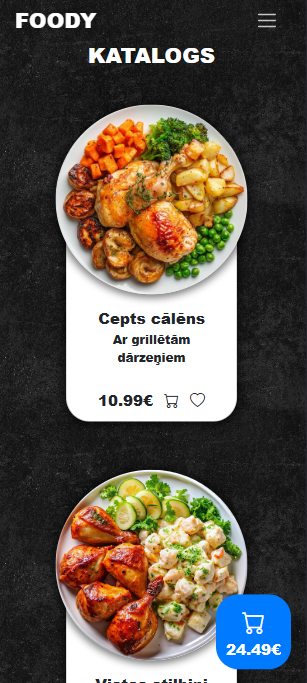 FOODY
KATALOGS
Cepts cālēns
Ar grillētām
dārzeņiem
10.99€
24.49€